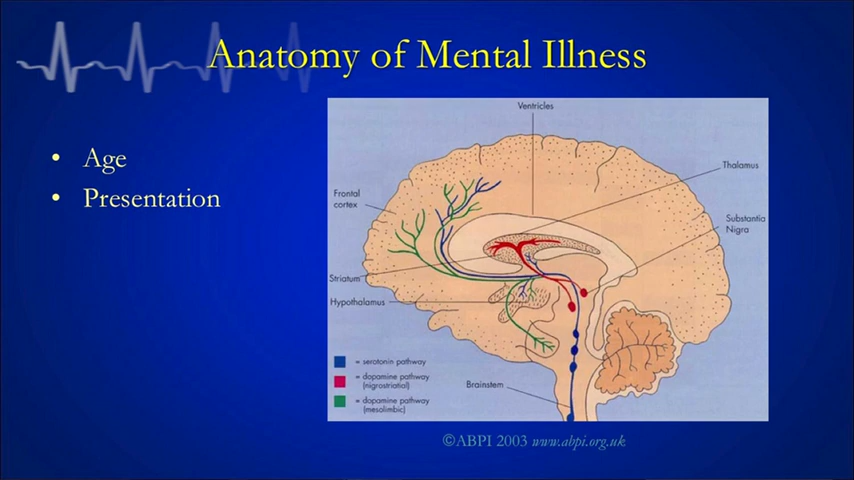 Anatomy of Mental Illness
• Age
• Presentation
Ventricles
Thalamus
Frontal
cortex
Substantia
Nigra
Striatum
Hypothalamus
= serotonin pathway
= dopamine pathway
(nigrostriatial)
= dopamine pathway
(mesolimbic)
Brainstem
©ABPI 2003 www.abpi.org.uk